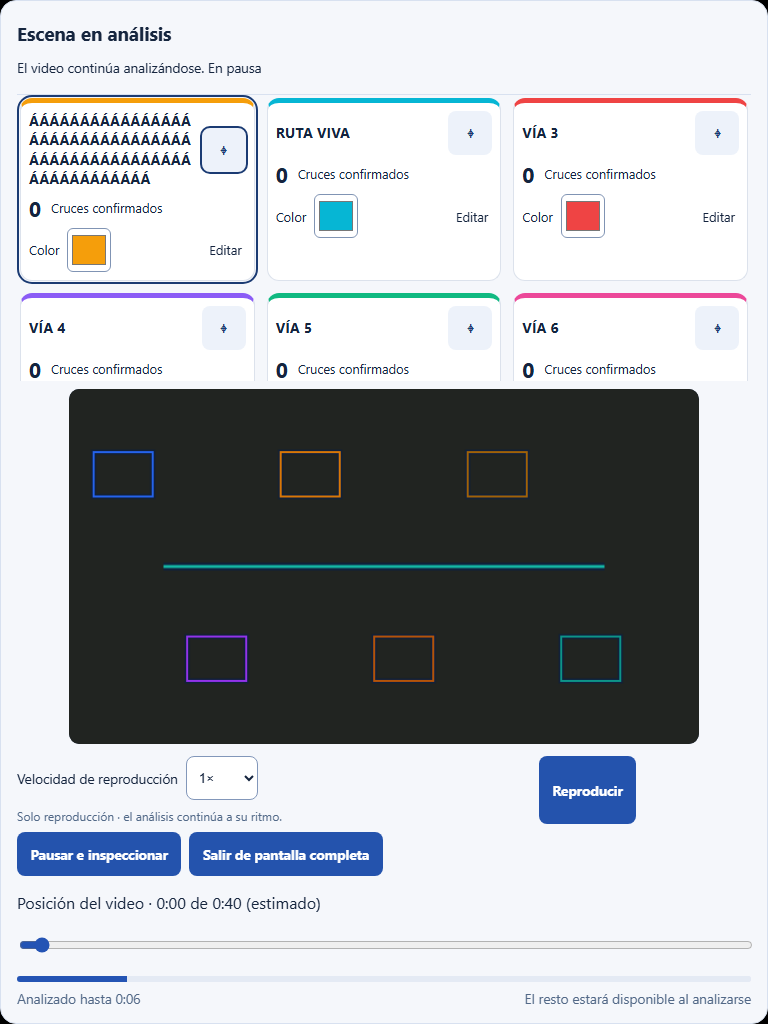 Escena en análisis
El video continúa analizándose. En pausa
ÁÁÁÁÁÁÁÁÁÁÁÁÁÁÁÁ
ÁÁÁÁÁÁÁÁÁÁÁÁÁÁÁÁ
ÁÁÁÁÁÁÁÁÁÁÁÁÁÁÁÁ
ÁÁÁÁÁÁÁÁÁÁÁÁ
0 Cruces confirmados
Color Editar
RUTA VIVA
0 Cruces confirmados
Color Editar
VÍA 3
0 Cruces confirmados
Color Editar
VÍA 4
0 Cruces confirmados
VÍA 5
0 Cruces confirmados
VÍA 6
0 Cruces confirmados
Velocidad de reproducción 1×
Reproducir
Solo reproducción · el análisis continúa a su ritmo.
Pausar e inspeccionar Salir de pantalla completa
Posición del video · 0:00 de 0:40 (estimado)
Analizado hasta 0:06 El resto estará disponible al analizarse